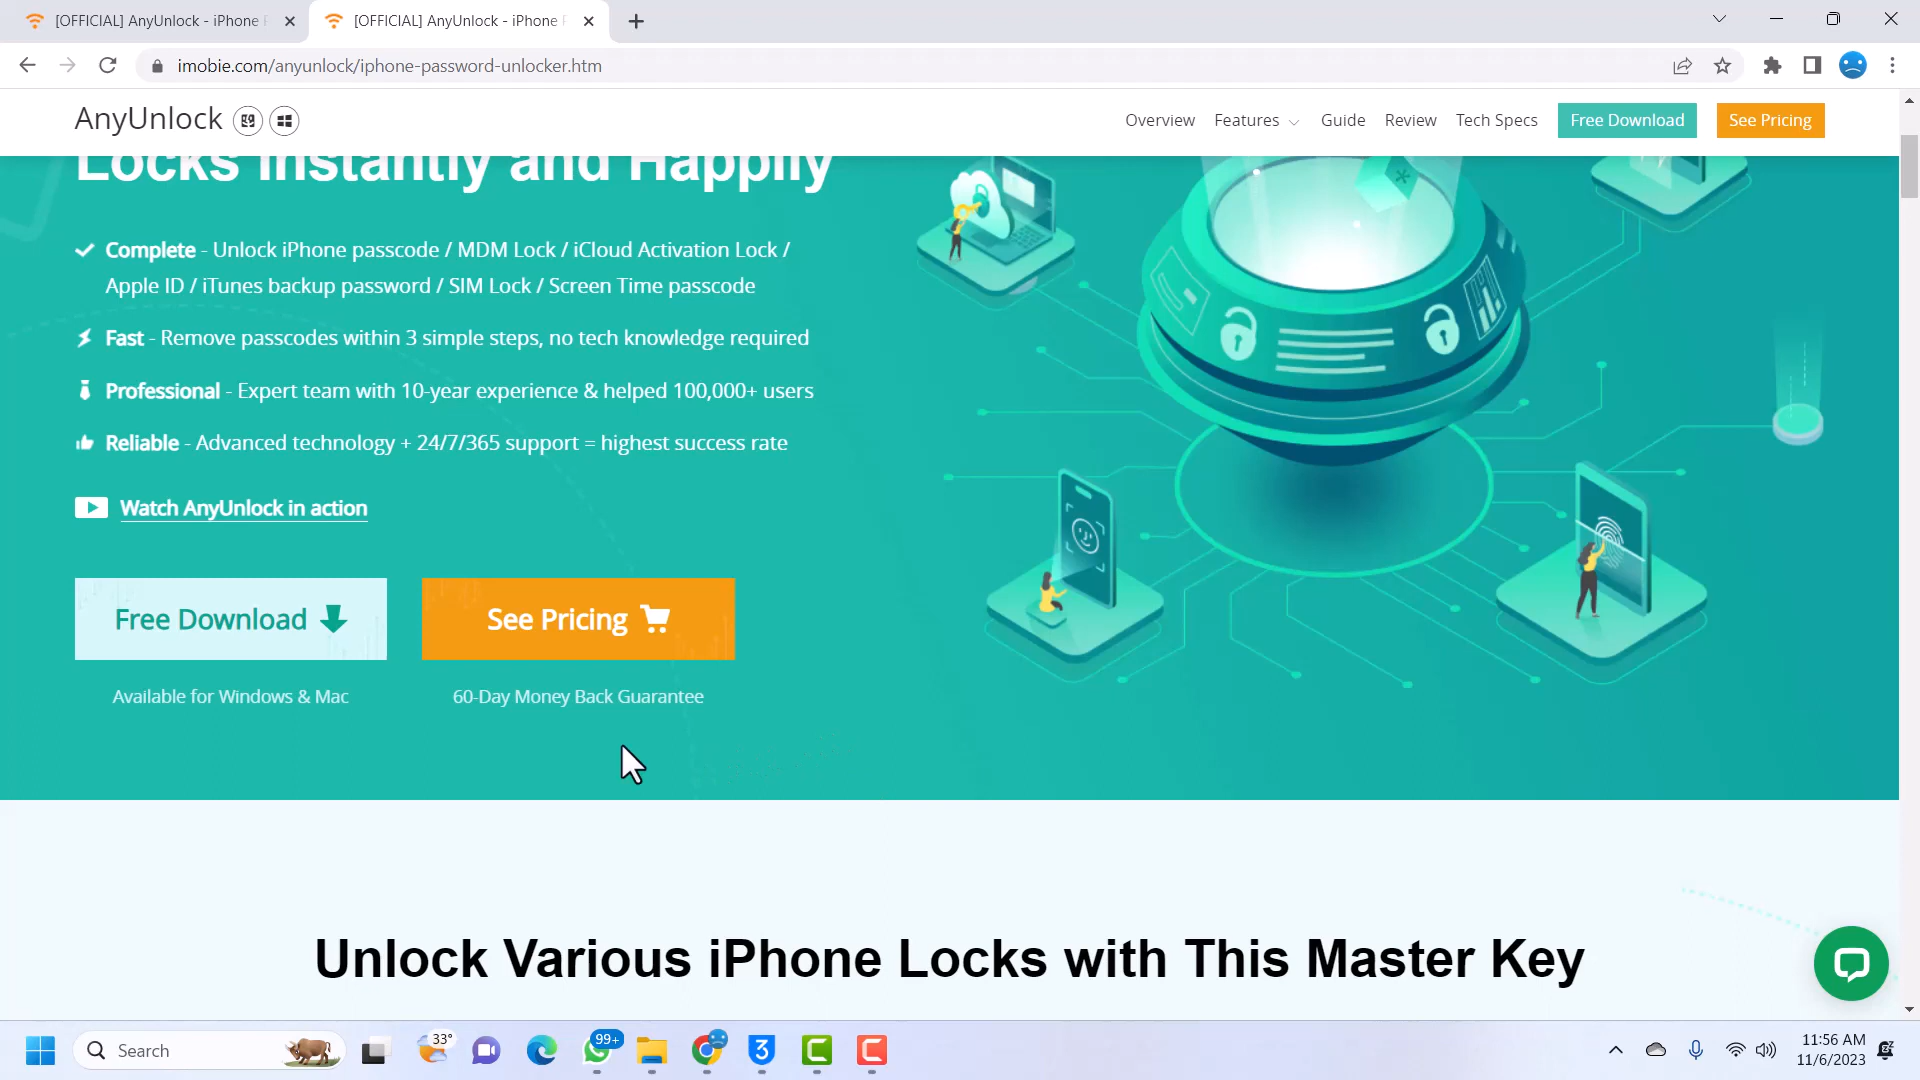 [OFFICIAL] AnyUnlock - iPhone
[OFFICIAL] AnyUnlock - iPhone
imobie.com/anyunlock/iphone-password-unlocker.htm
AnyUnlock
Overview Features Guide Review Tech Specs Free Download See Pricing
Locks Instantly and Happily
Complete - Unlock iPhone passcode / MDM Lock / iCloud Activation Lock /
Apple ID / iTunes backup password / SIM Lock / Screen Time passcode
Fast - Remove passcodes within 3 simple steps, no tech knowledge required
Professional - Expert team with 10-year experience & helped 100,000+ users
Reliable - Advanced technology + 24/7/365 support = highest success rate
Watch AnyUnlock in action
Free Download See Pricing
Available for Windows & Mac 60-Day Money Back Guarantee
Unlock Various iPhone Locks with This Master Key
Search
33°
99+
3
11:56 AM
11/6/2023